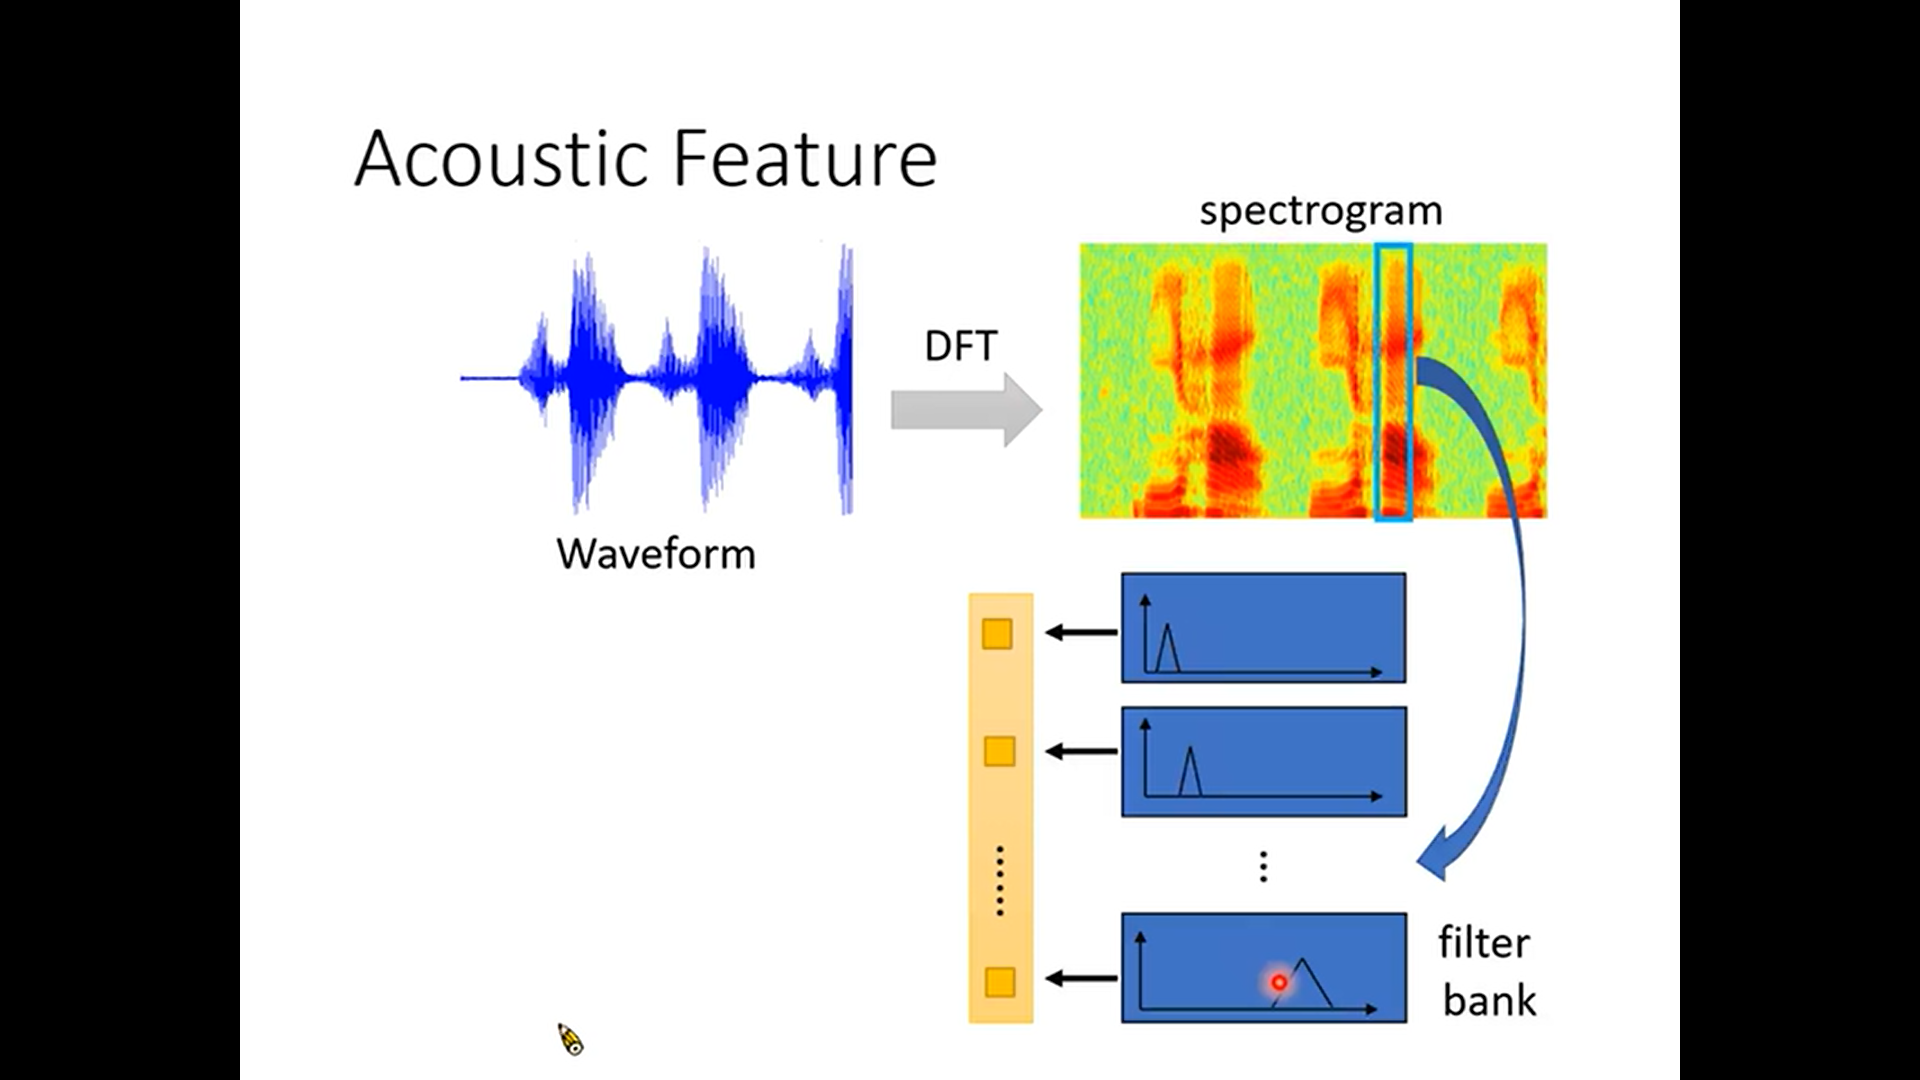 Acoustic Feature
spectrogram
DFT
Waveform
filter
bank